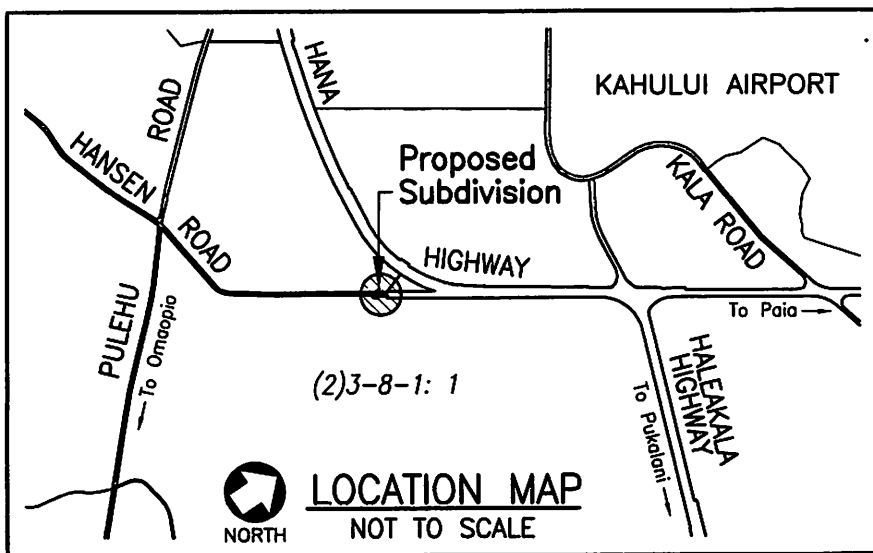 HANA
KAHULUI AIRPORT
ROAD
HANSEN
Proposed
Subdivision
KALA ROAD
ROAD
HIGHWAY
PULEHU
To Omaopio
To Paia
(2)3-8-1: 1
HALEAKALA
HIGHWAY
To Pukalani
NORTH
LOCATION MAP
NOT TO SCALE